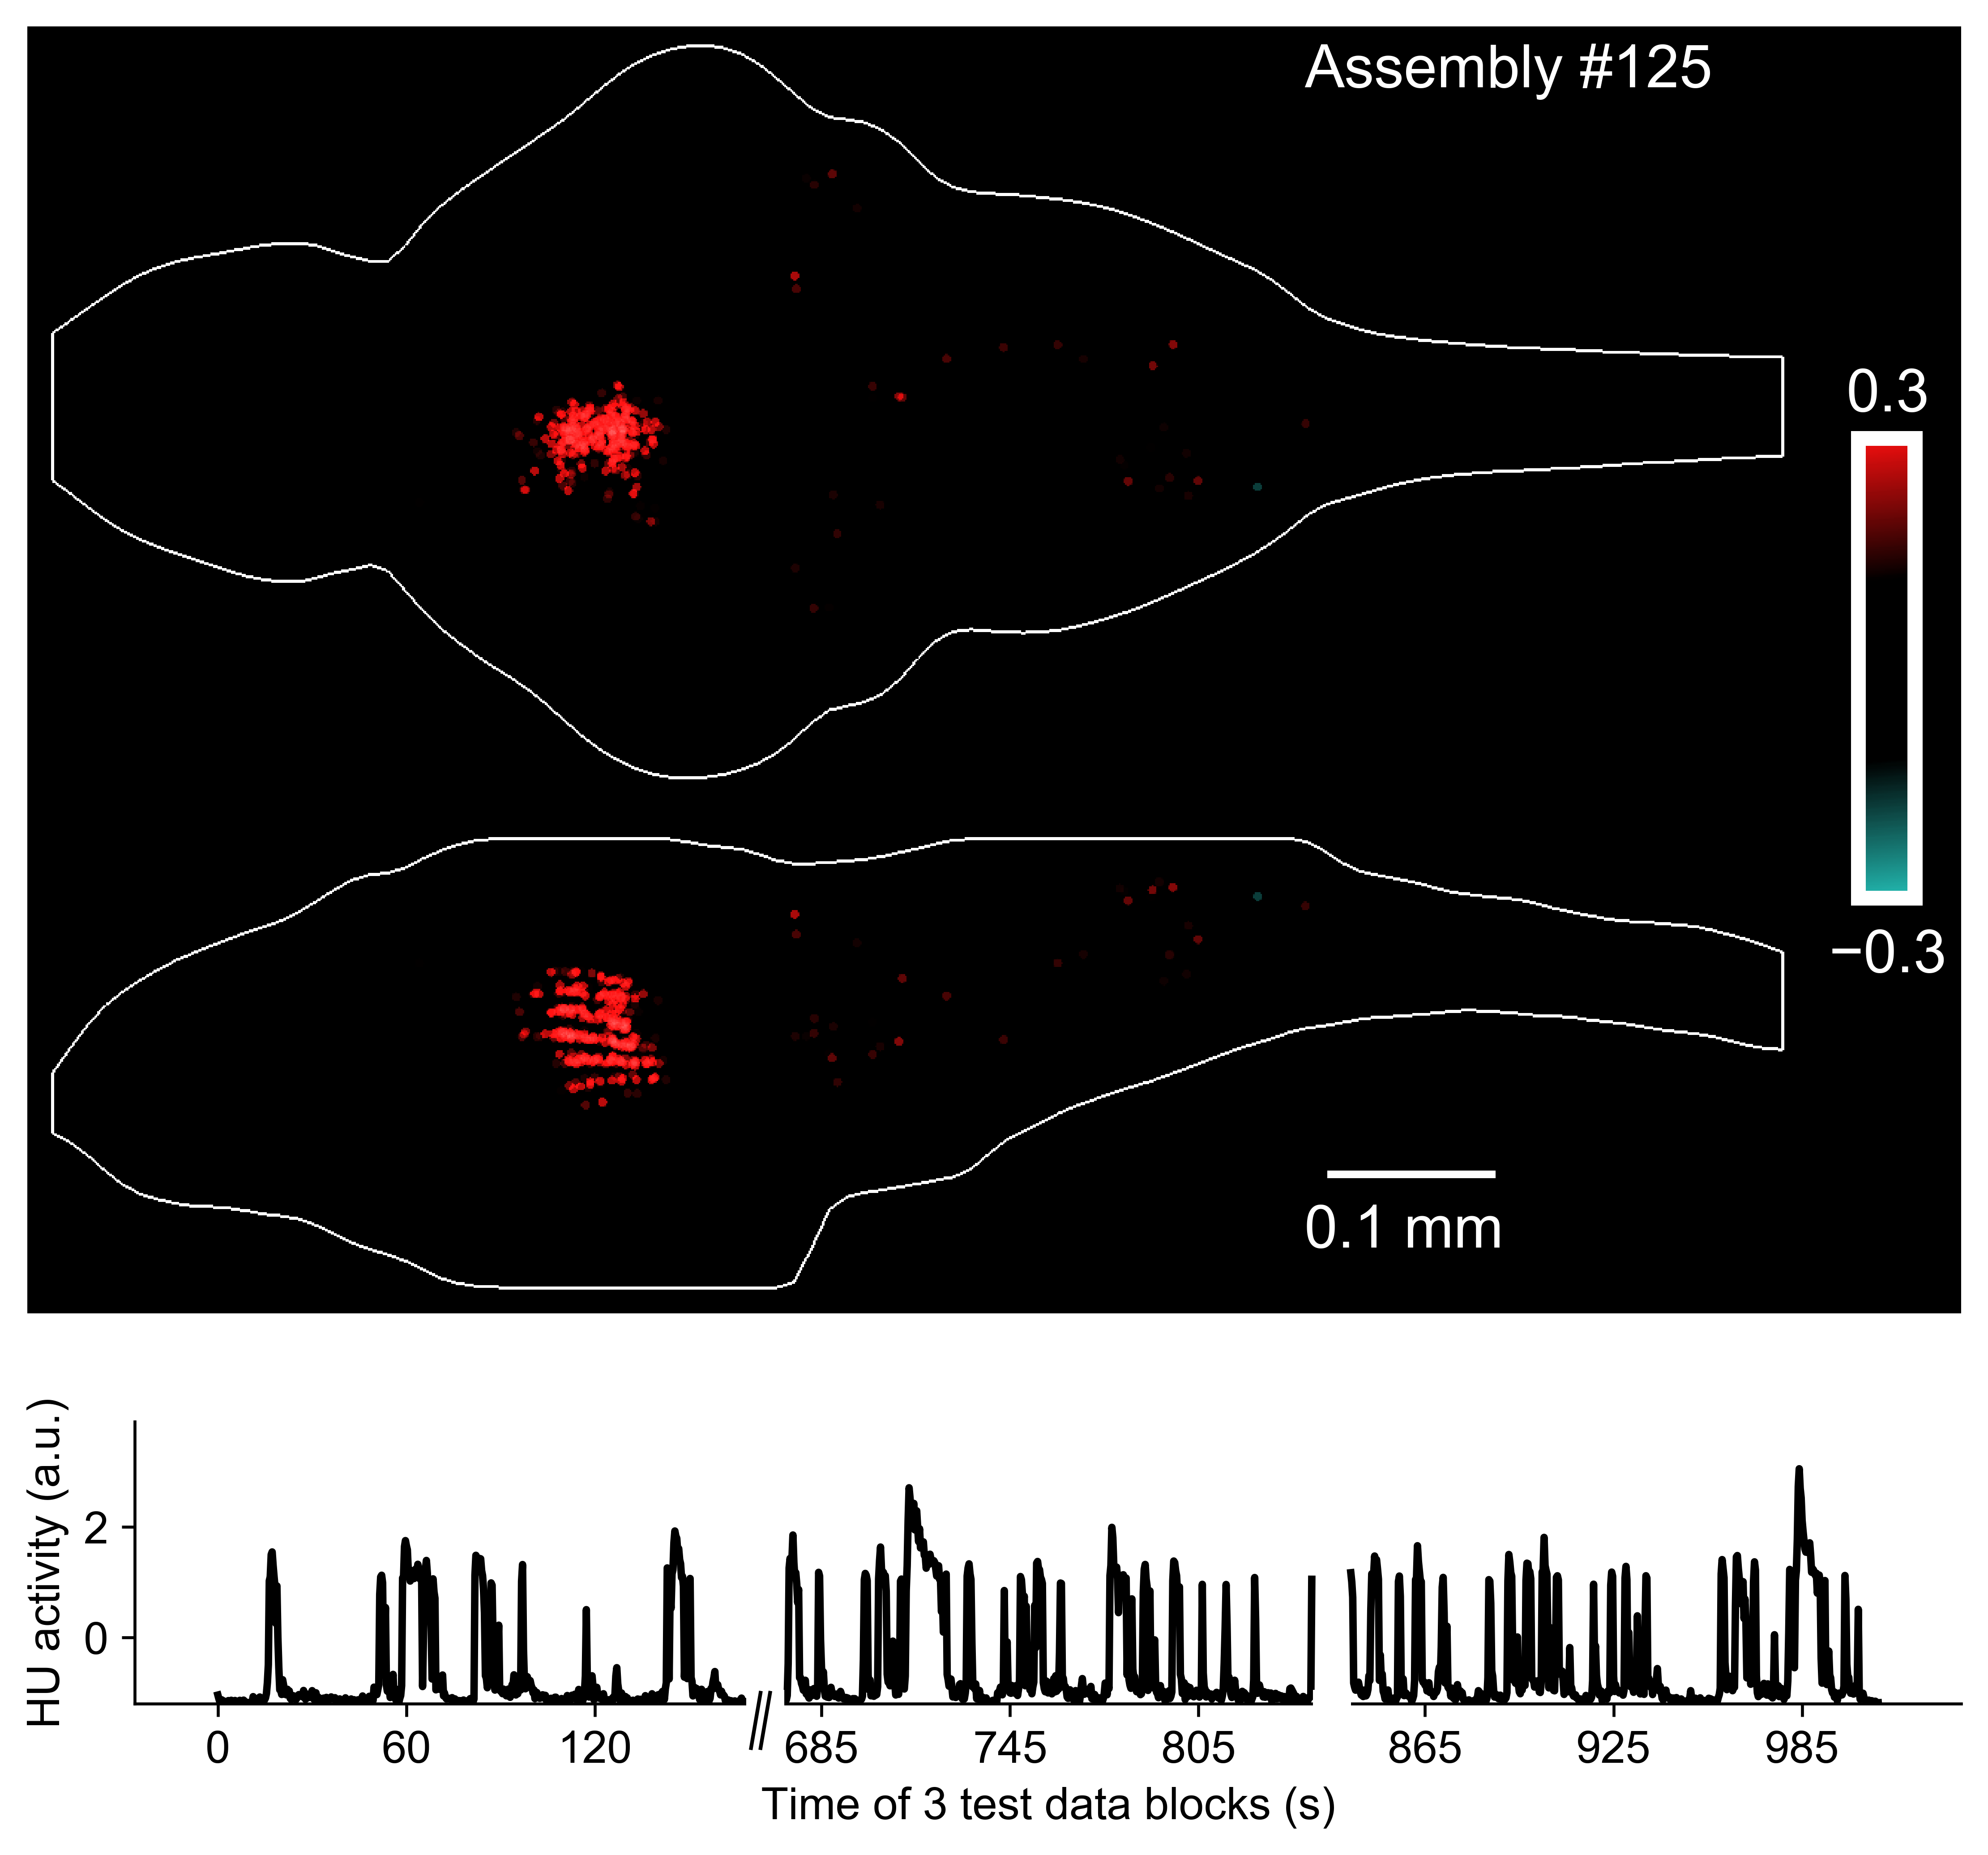 Assembly #125
0.3
−0.3
0.1 mm
HU activity (a.u.)
2
0
0 60 120 685 745 805 865 925 985
Time of 3 test data blocks (s)